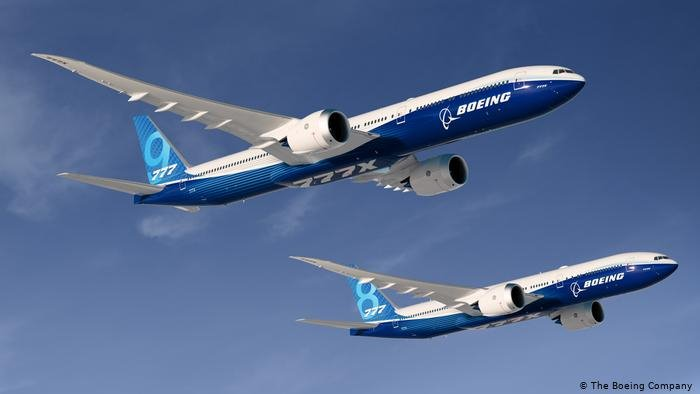 BOEING
9
777
777X
BOEING
8
777
© The Boeing Company